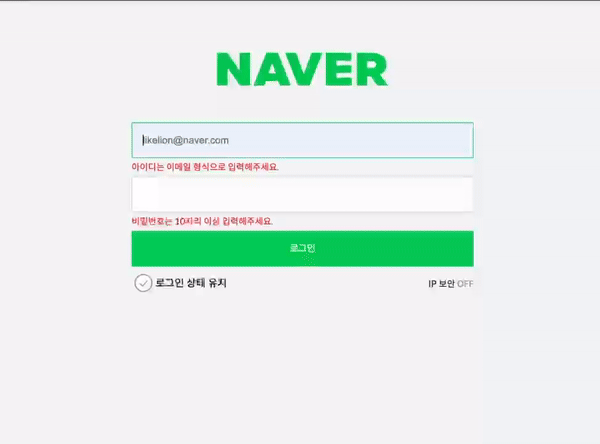 NAVER
likelion@naver.com
아이디는 이메일 형식으로 입력해주세요.
비밀번호는 10자리 이상 입력해주세요.
로그인
로그인 상태 유지
IP 보안 OFF